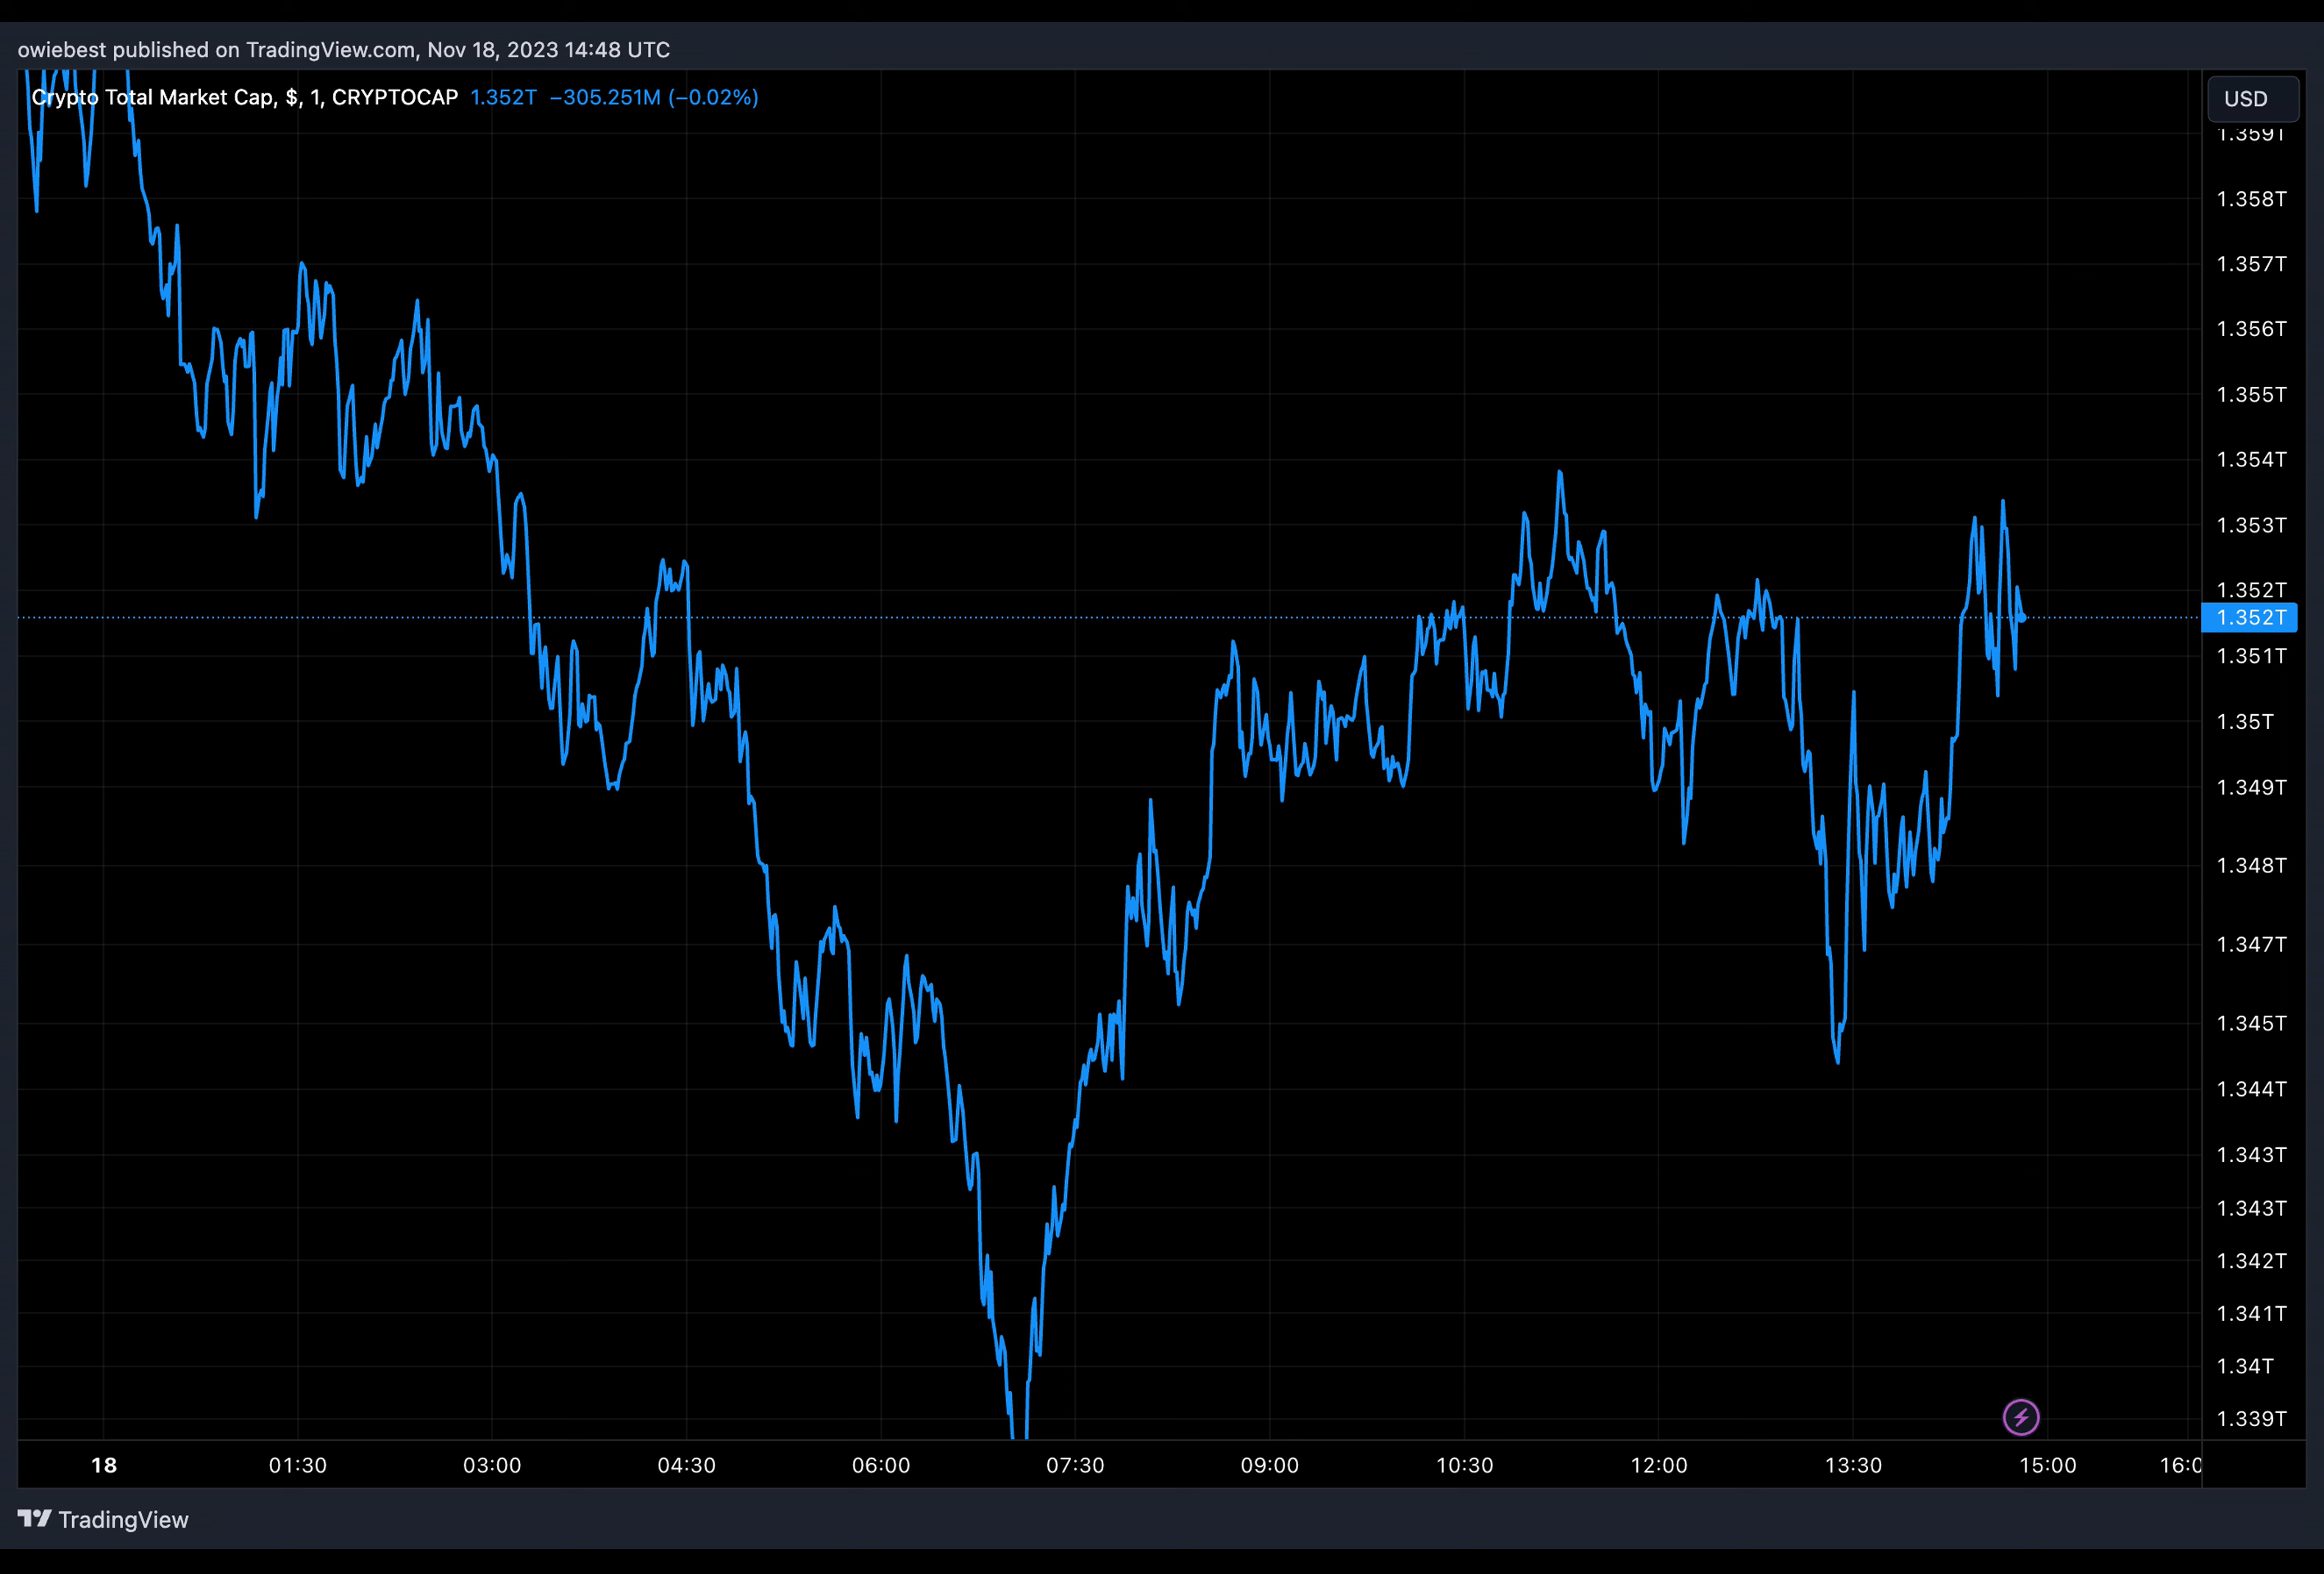 owiebest published on TradingView.com, Nov 18, 2023 14:48 UTC
Crypto Total Market Cap, $, 1, CRYPTOCAP 1.352T −305.251M (−0.02%)
USD
1.359T
1.358T
1.357T
1.356T
1.355T
1.354T
1.353T
1.352T
1.352T
1.351T
1.35T
1.349T
1.348T
1.347T
1.345T
1.344T
1.343T
1.343T
1.342T
1.341T
1.34T
1.339T
18 01:30 03:00 04:30 06:00 07:30 09:00 10:30 12:00 13:30 15:00 16:0
TradingView